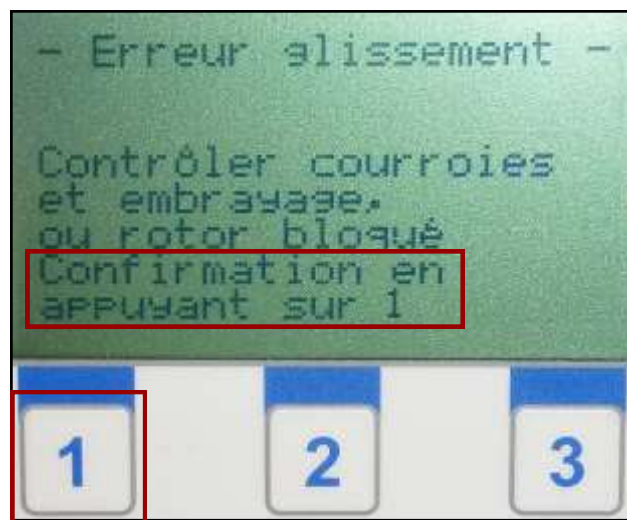 - Erreur glissement -
Contrôler courroies
et embrayage.
ou rotor bloqué
Confirmation en
appuyant sur 1
1 2 3